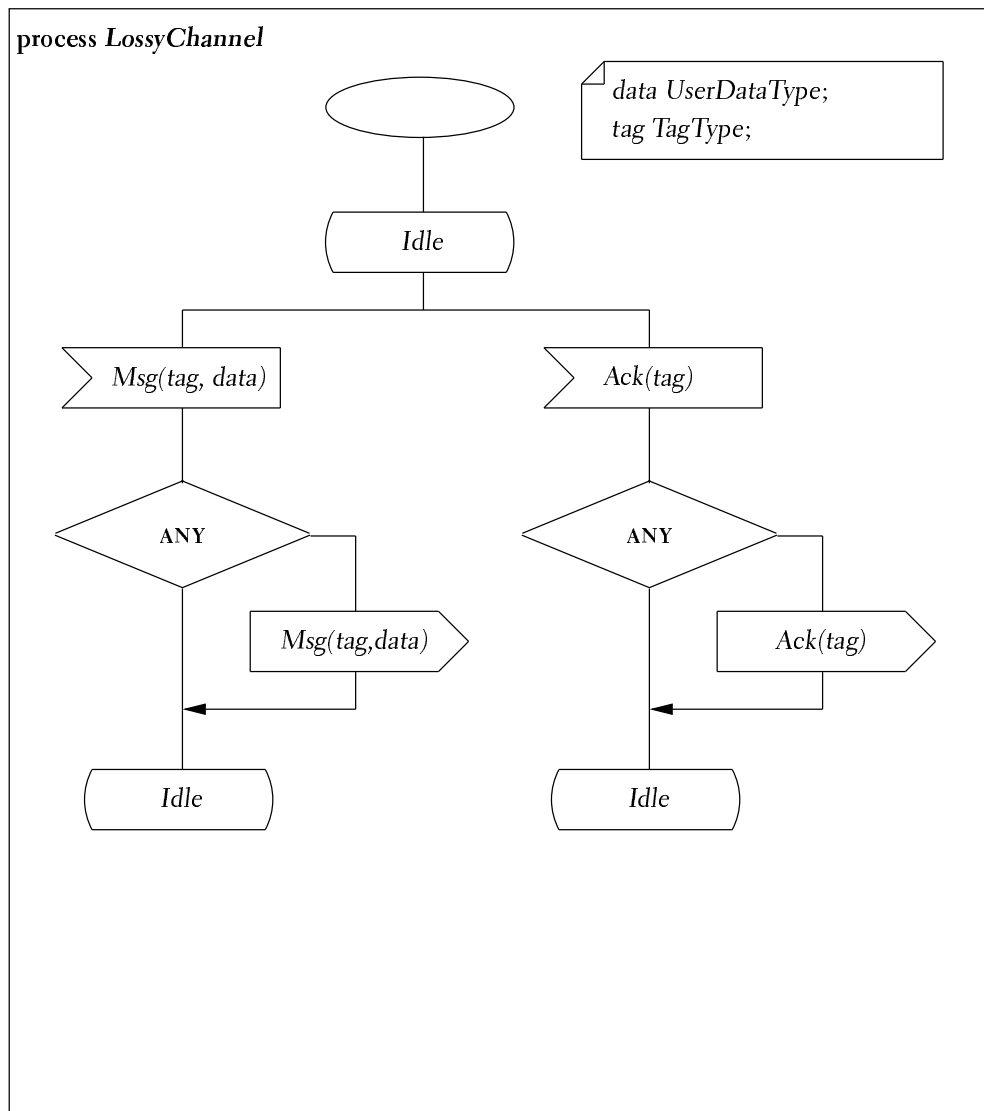 process LossyChannel
data UserDataType;
tag TagType;
Idle
Msg(tag, data)
Ack(tag)
ANY
ANY
Msg(tag,data)
Ack(tag)
Idle
Idle